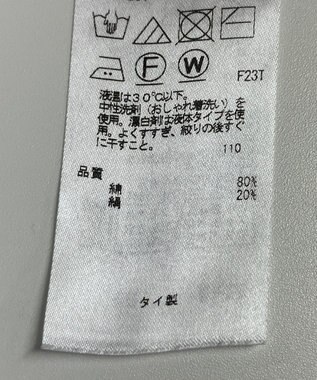 F
W
F23T
液温は30℃以下。
中性洗剤（おしゃれ着洗い）を
使用。漂白剤は液体タイプを使
用。よくすすぎ、絞りの後すぐ
に干すこと。
110
品質
綿 80%
絹 20%
タイ製